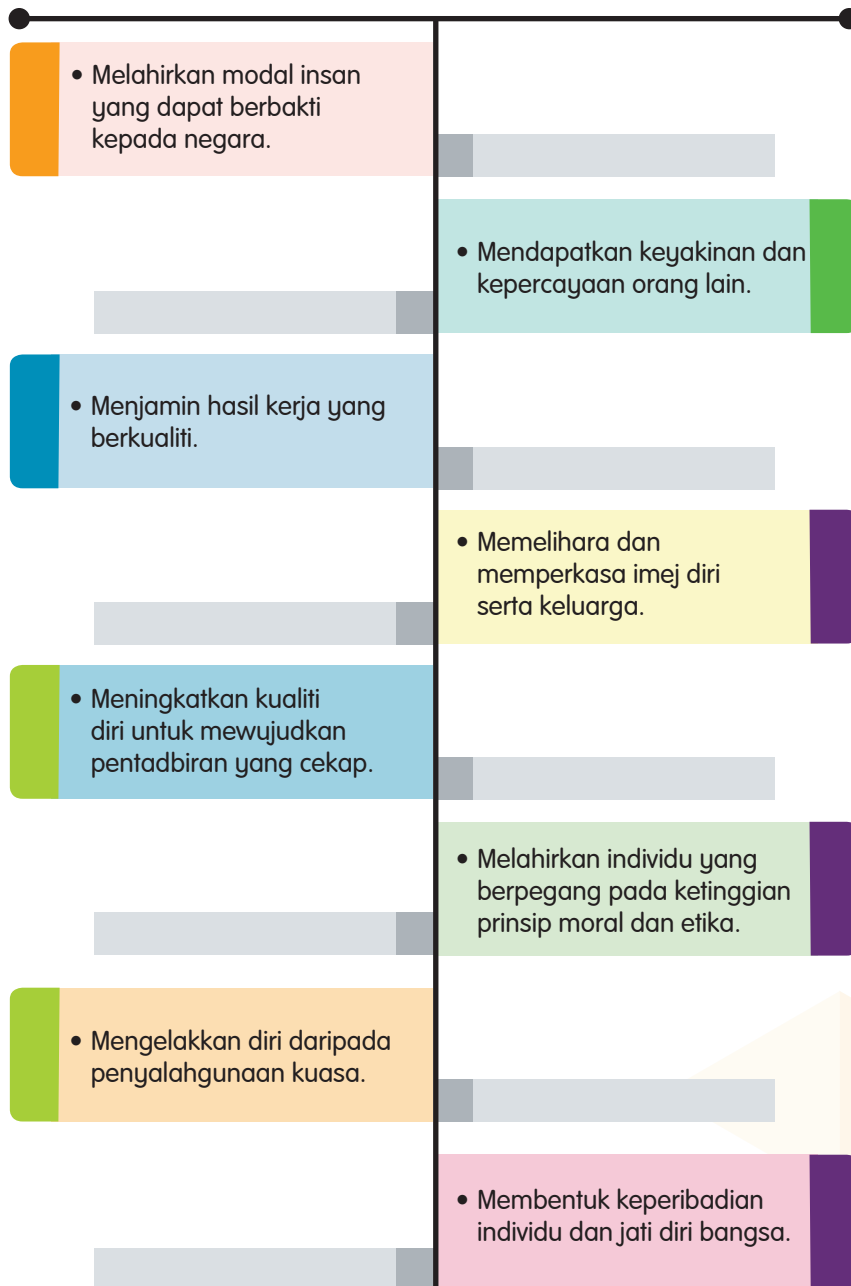 • Melahirkan modal insan
yang dapat berbakti
kepada negara.
• Mendapatkan keyakinan dan
kepercayaan orang lain.
• Menjamin hasil kerja yang
berkualiti.
• Memelihara dan
memperkasa imej diri
serta keluarga.
• Meningkatkan kualiti
diri untuk mewujudkan
pentadbiran yang cekap.
• Melahirkan individu yang
berpegang pada ketinggian
prinsip moral dan etika.
• Mengelakkan diri daripada
penyalahgunaan kuasa.
• Membentuk keperibadian
individu dan jati diri bangsa.